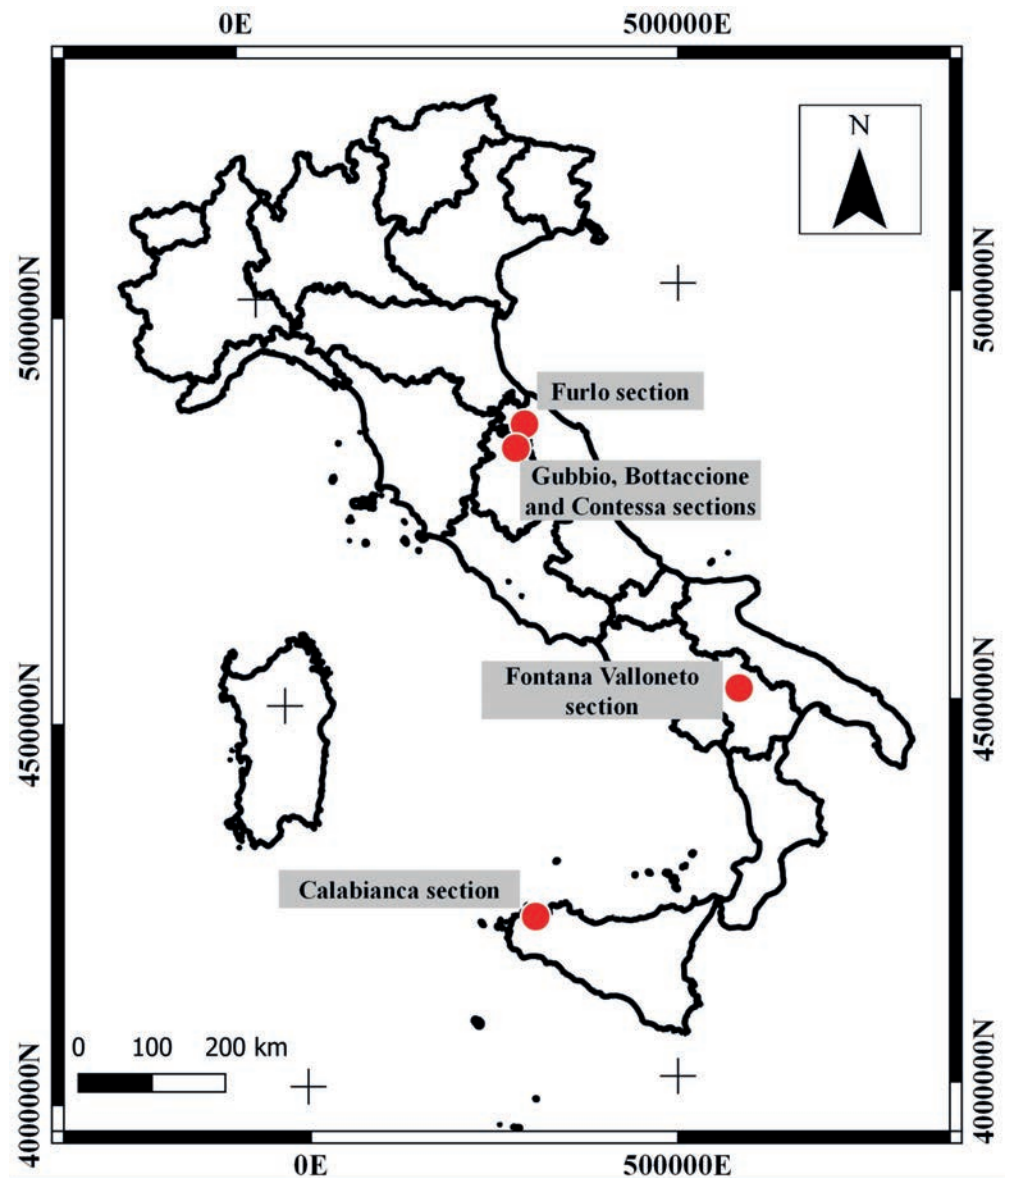 0E 500000E
N
5000000N
5000000N
Furlo section
Gubbio, Bottaccione
and Contessa sections
Fontana Valloneto
section
4500000N
4500000N
Calabianca section
0 100 200 km
4000000N
4000000N
0E 500000E